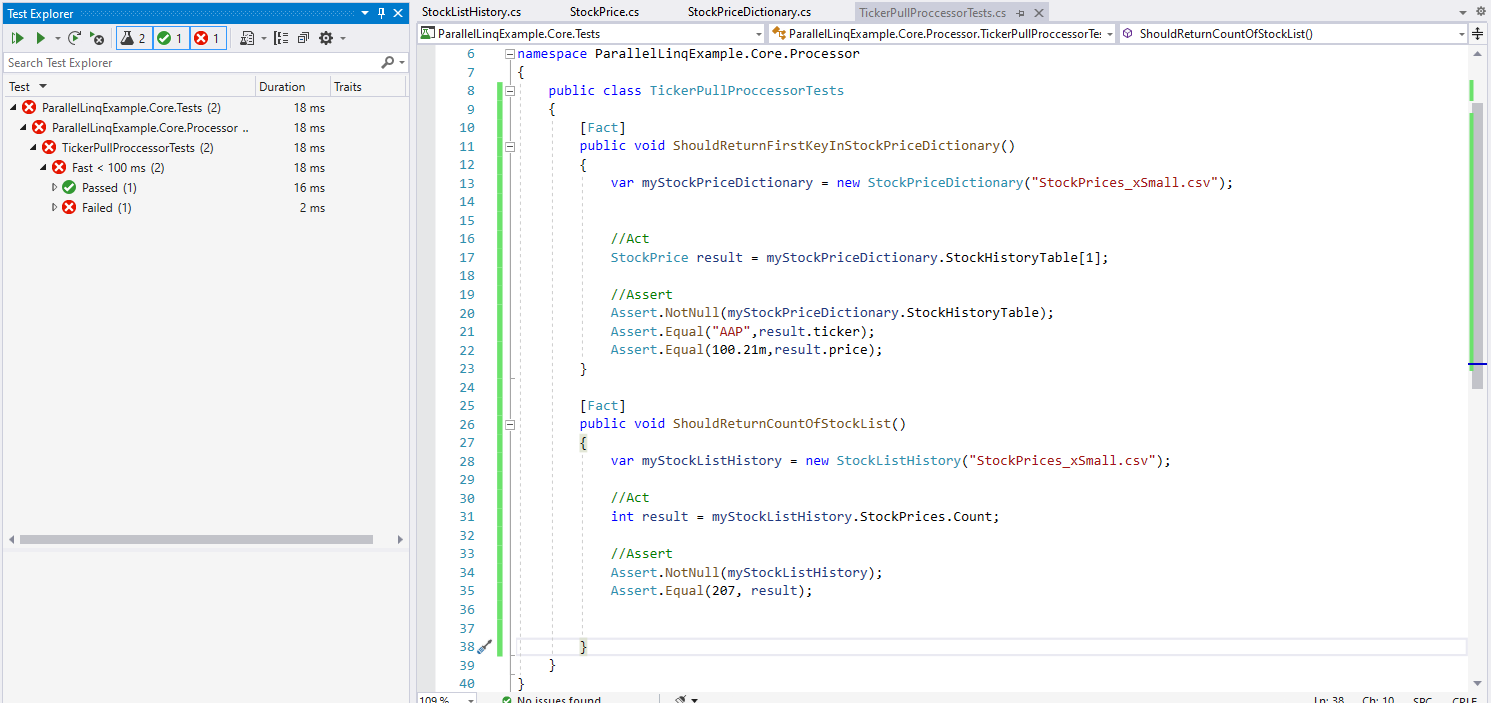 Test Explorer
2 1 1
Search Test Explorer
Test Duration Traits
ParallelLinqExample.Core.Tests (2) 18 ms
ParallelLinqExample.Core.Processor .. 18 ms
TickerPullProccessorTests (2) 18 ms
Fast < 100 ms (2) 18 ms
Passed (1) 16 ms
Failed (1) 2 ms
StockListHistory.cs StockPrice.cs StockPriceDictionary.cs TickerPullProccessorTests.cs
ParallelLinqExample.Core.Tests ParallelLinqExample.Core.Processor.TickerPullProccessorTe: ShouldReturnCountOfStockList()
6 namespace ParallelLinqExample.Core.Processor
7 {
8 public class TickerPullProccessorTests
9 {
10 [Fact]
11 public void ShouldReturnFirstKeyInStockPriceDictionary()
12 {
13 var myStockPriceDictionary = new StockPriceDictionary("StockPrices_xSmall.csv");
14
15
16 //Act
17 StockPrice result = myStockPriceDictionary.StockHistoryTable[1];
18
19 //Assert
20 Assert.NotNull(myStockPriceDictionary.StockHistoryTable);
21 Assert.Equal("AAP",result.ticker);
22 Assert.Equal(100.21m,result.price);
23 }
24
25 [Fact]
26 public void ShouldReturnCountOfStockList()
27 {
28 var myStockListHistory = new StockListHistory("StockPrices_xSmall.csv");
29
30 //Act
31 int result = myStockListHistory.StockPrices.Count;
32
33 //Assert
34 Assert.NotNull(myStockListHistory);
35 Assert.Equal(207, result);
36
37
38 }
39 }
40 }
109 % No issues found Ln: 38 Ch: 10 SPC CRLF